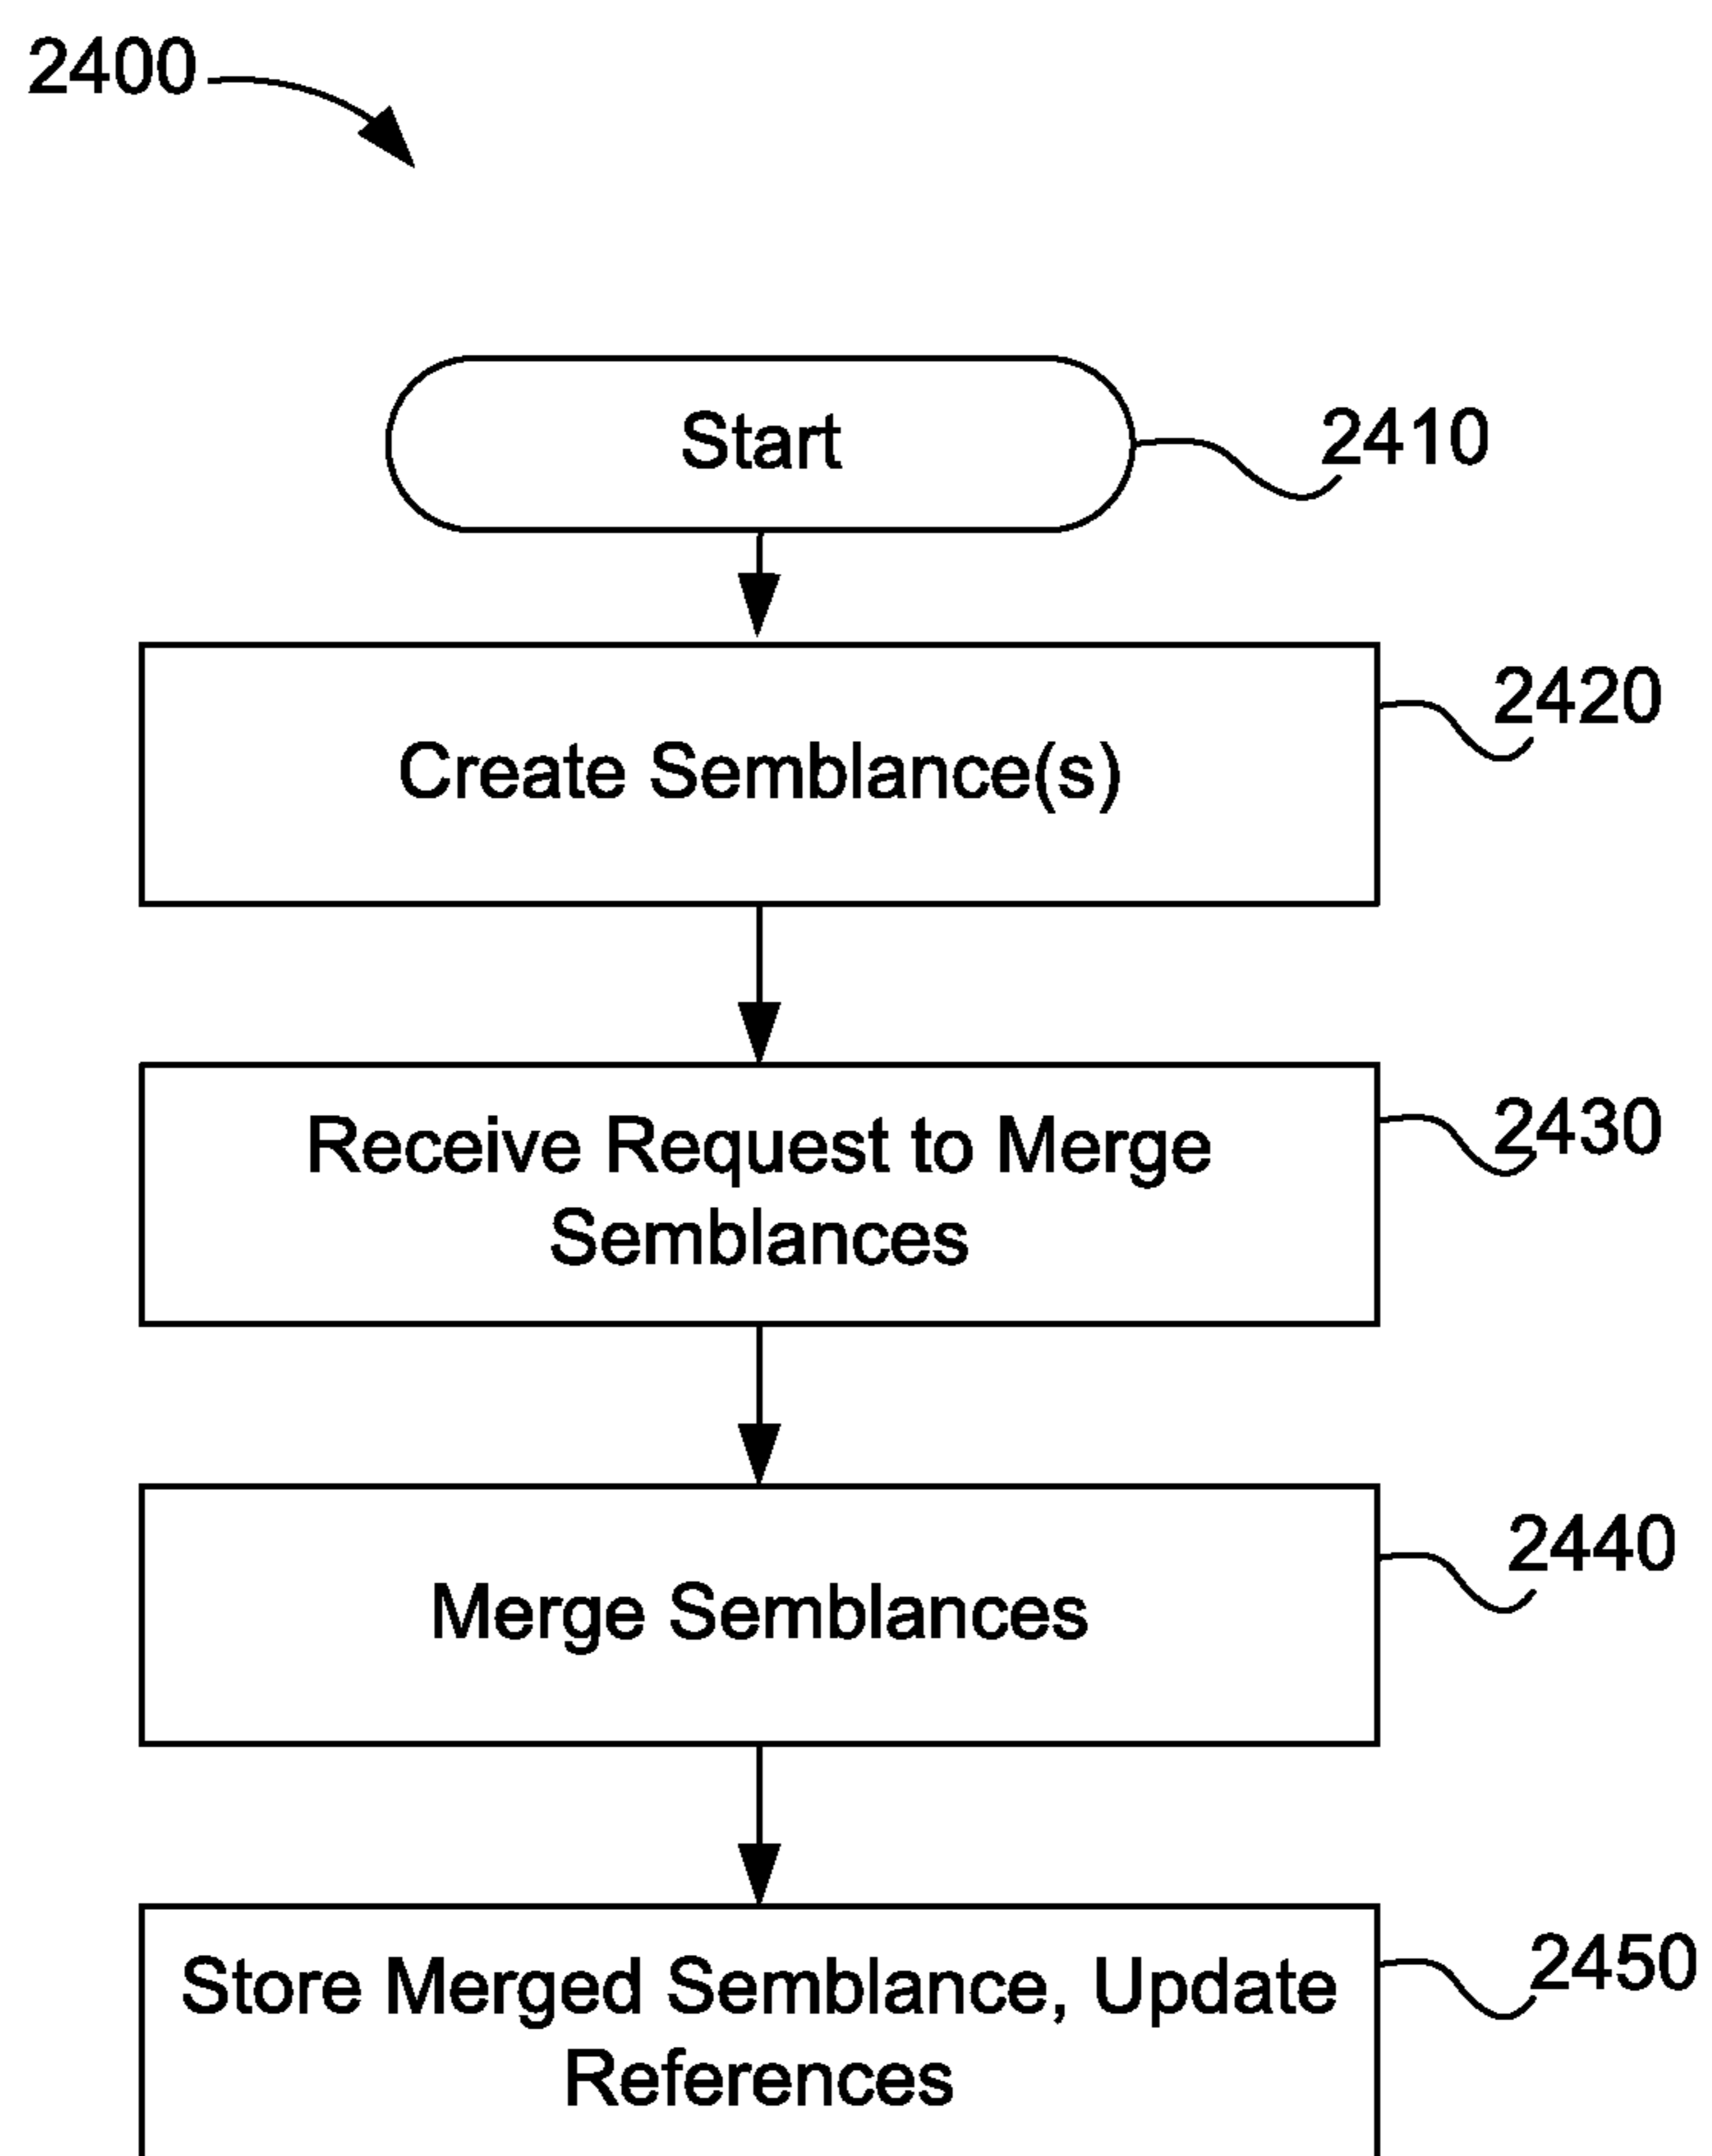 2400
Start
2410
Create Semblance(s)
2420
Receive Request to Merge
Semblances
2430
Merge Semblances
2440
Store Merged Semblance, Update
References
2450